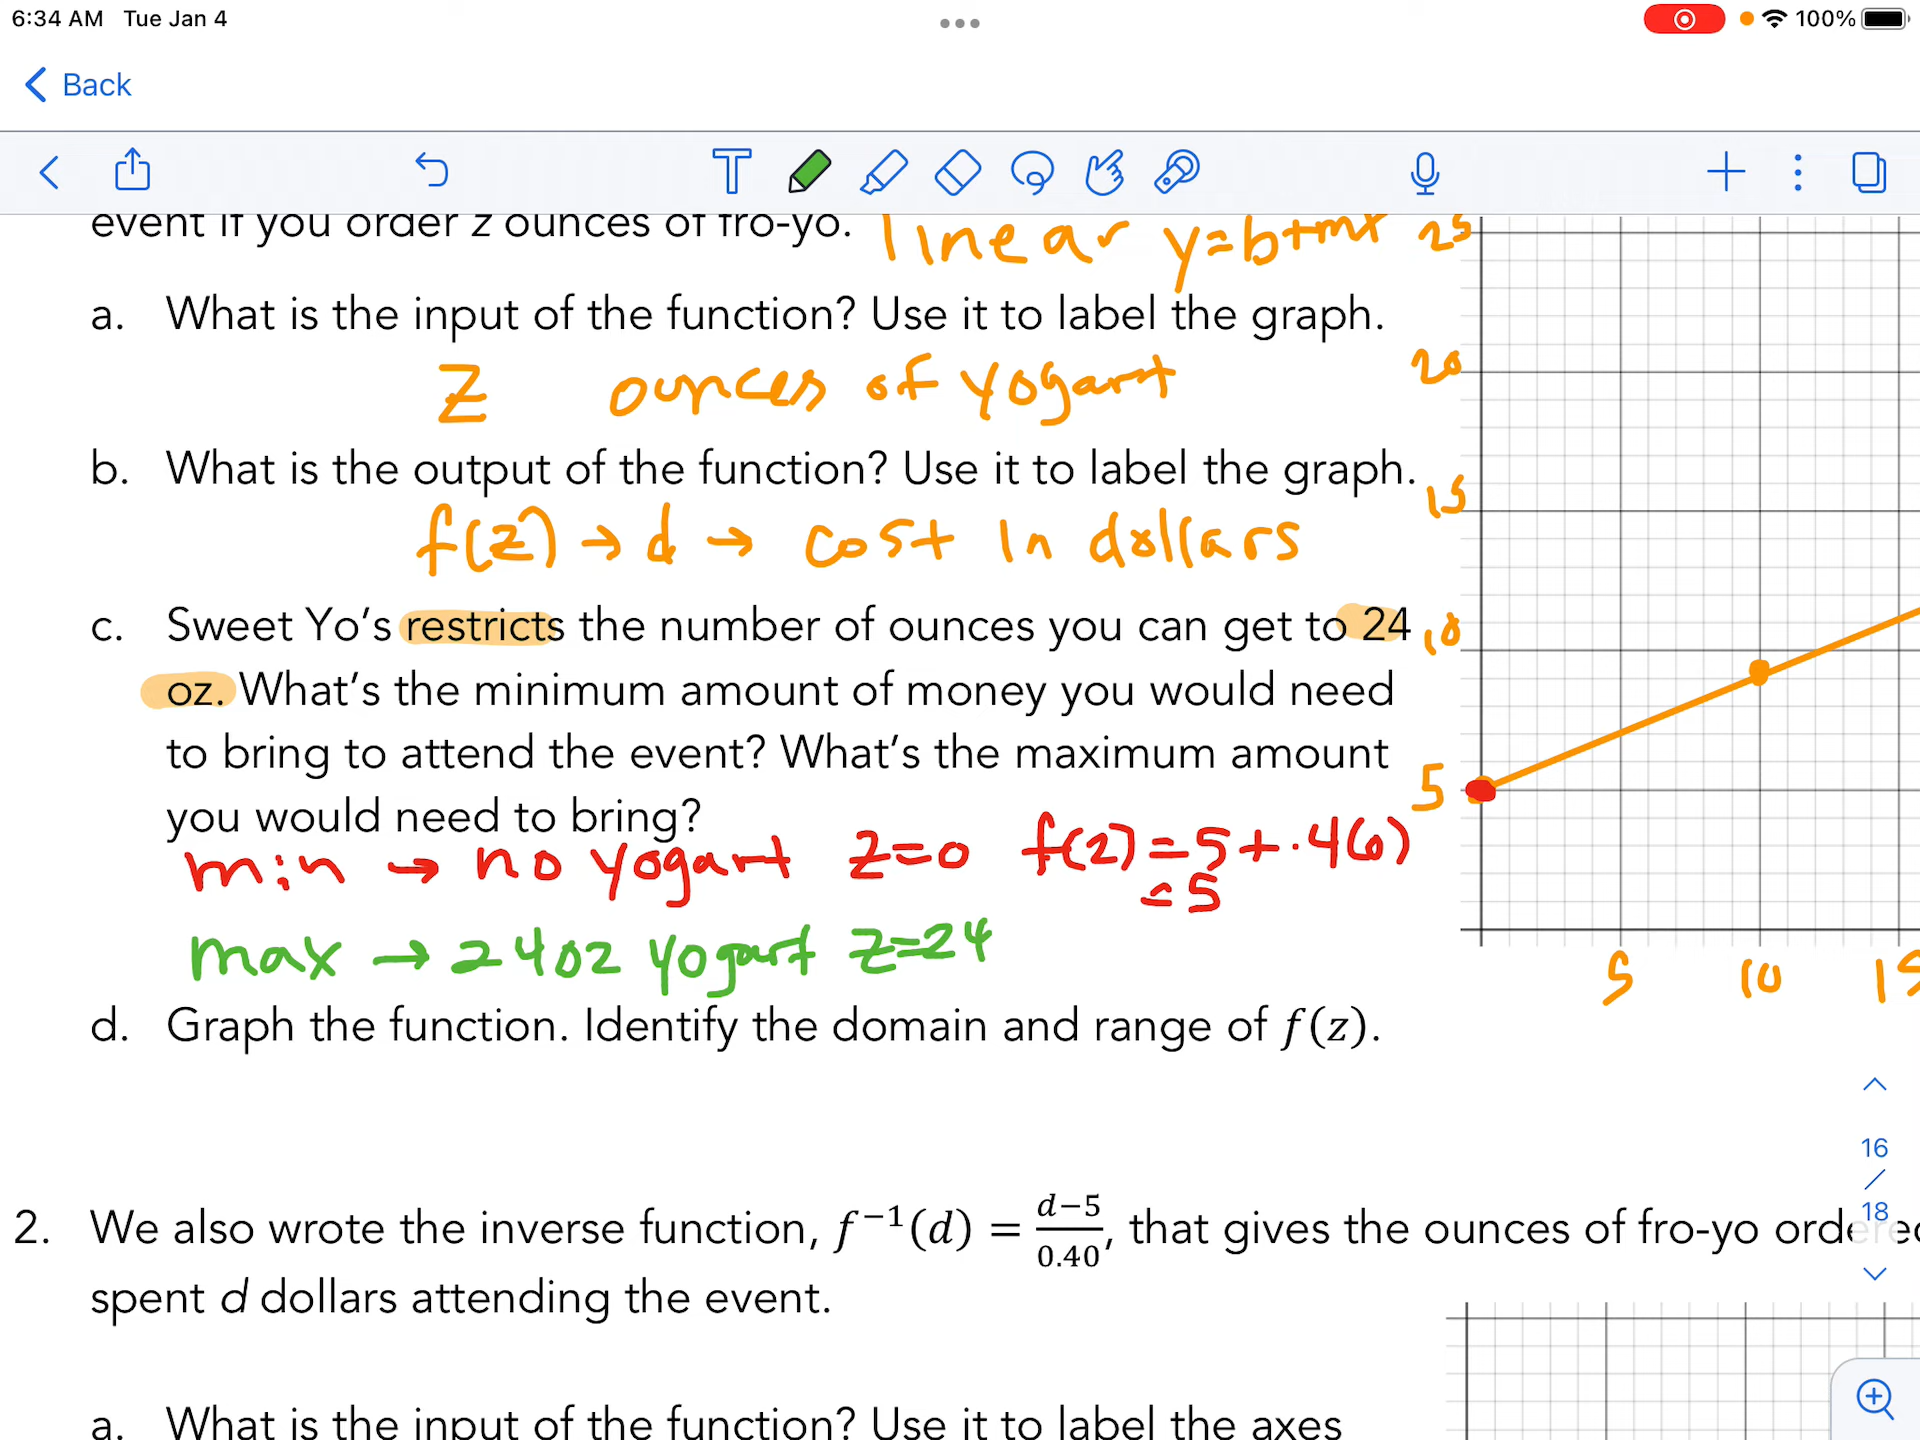 6:34 AM Tue Jan 4
100%
Back
event if you order z ounces of fro-yo. linear y=b+mx
25
a. What is the input of the function? Use it to label the graph.
z ounces of yogart
20
b. What is the output of the function? Use it to label the graph.
15
f(z) → d → cost in dollars
c. Sweet Yo's restricts the number of ounces you can get to 24
10
oz. What's the minimum amount of money you would need
to bring to attend the event? What's the maximum amount
5
you would need to bring?
min → no yogart z=0 f(z)=5+.4(0)
=5
max → 24oz yogart z=24
5 10 15
d. Graph the function. Identify the domain and range of f(z).
16
/
18
2. We also wrote the inverse function, f⁻¹(d) = (d−5)/0.40, that gives the ounces of fro-yo ordere
spent d dollars attending the event.
a. What is the input of the function? Use it to label the axes